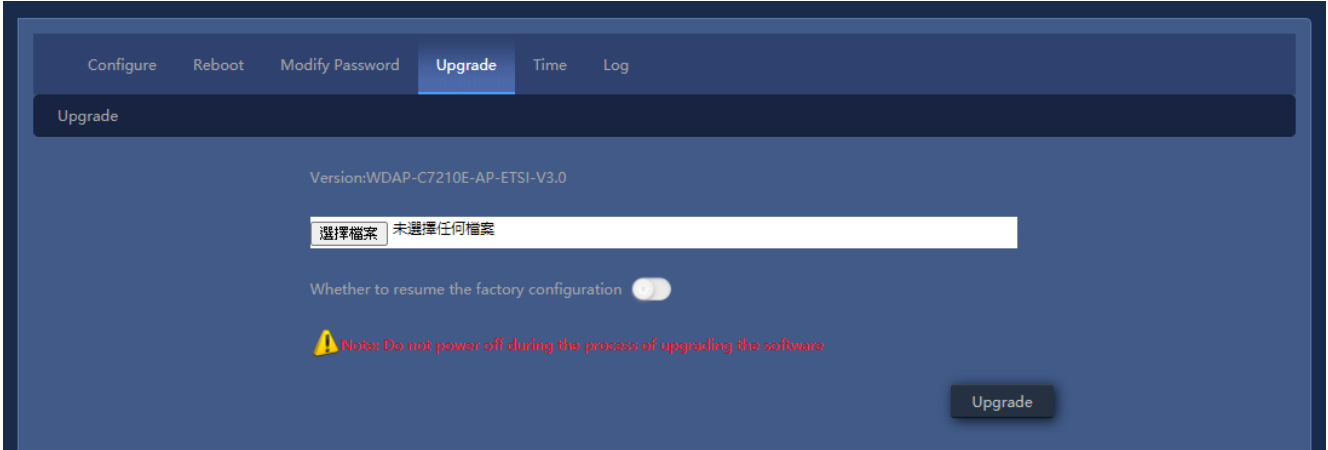 Configure Reboot Modify Password Upgrade Time Log
Upgrade
Version:WDAP-C7210E-AP-ETSI-V3.0
選擇檔案 未選擇任何檔案
Whether to resume the factory configuration
Note: Do not power off during the process of upgrading the software
Upgrade